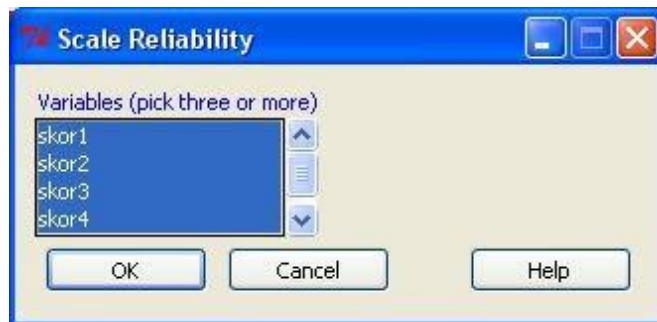 Scale Reliability
Variables (pick three or more)
skor1
skor2
skor3
skor4
OK Cancel Help